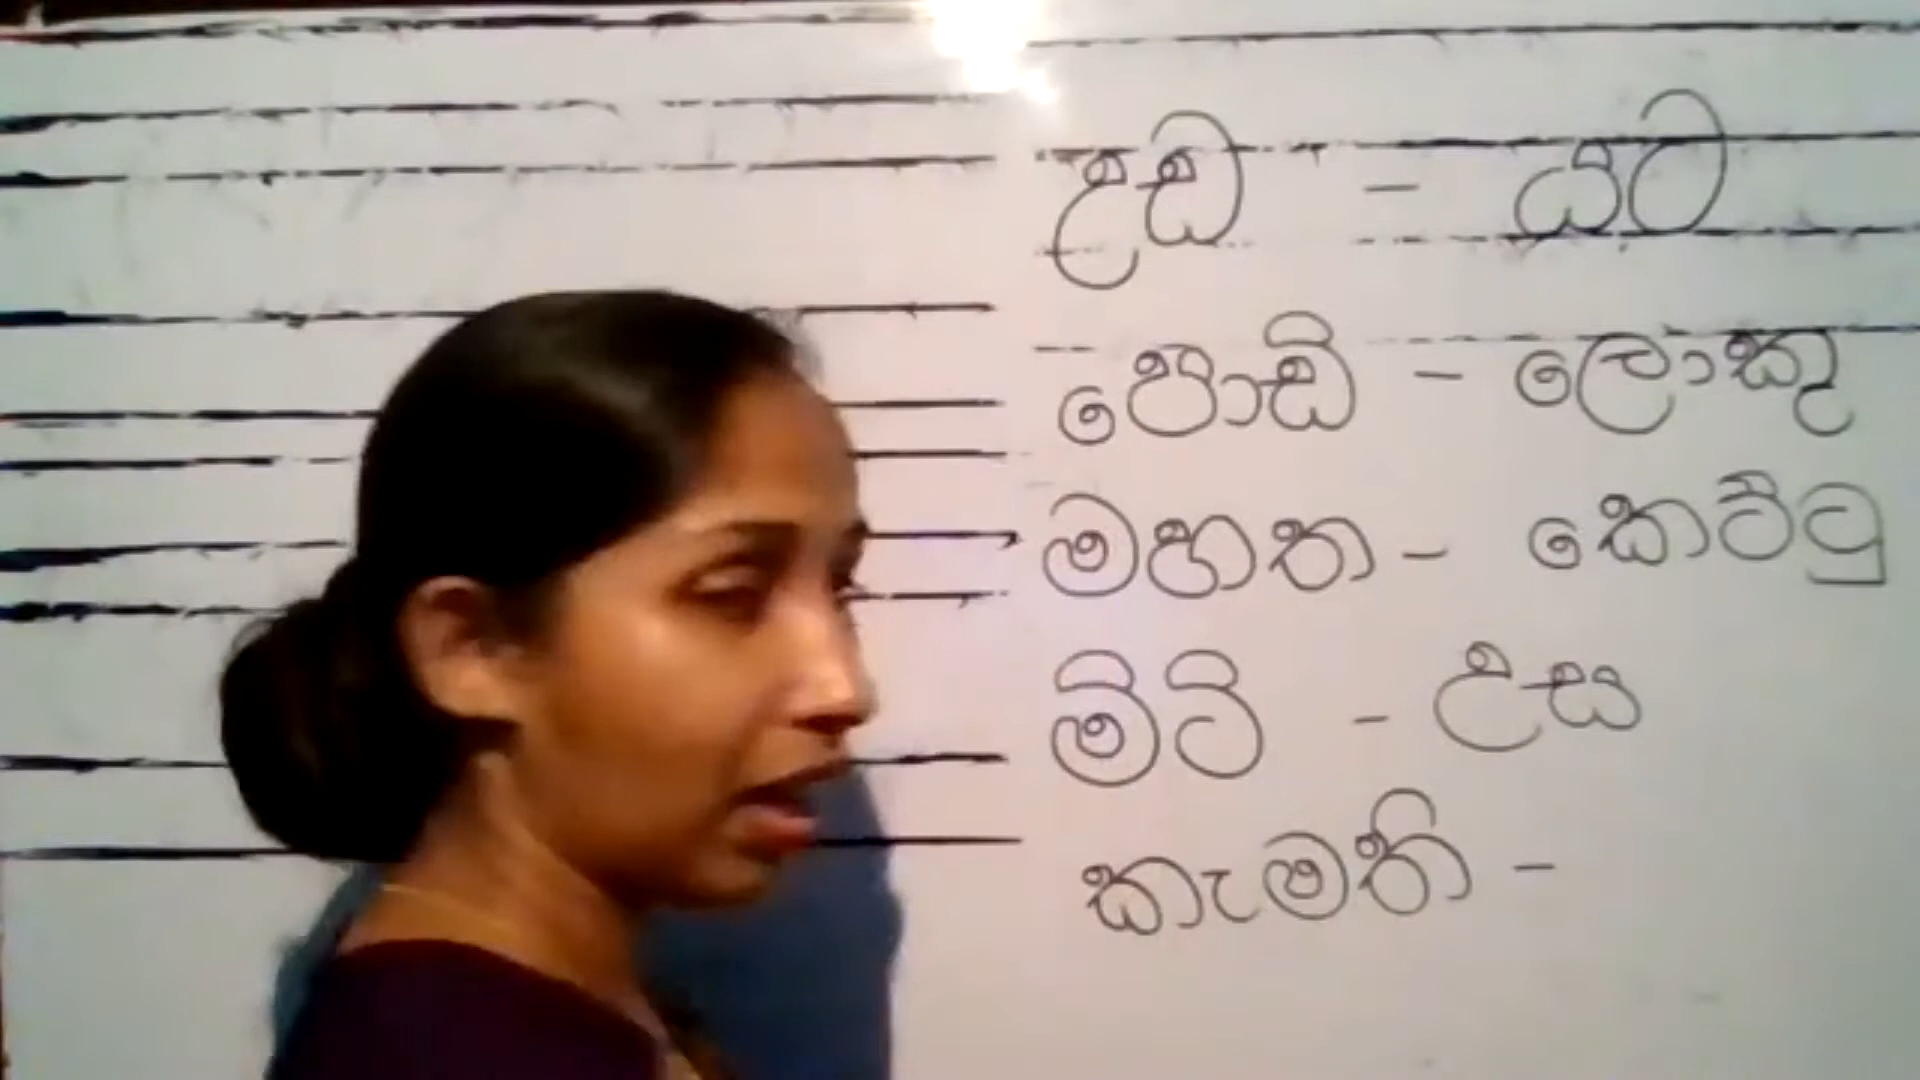 උඩ - යට
පොඩි - ලොකු
මහත - කෙට්ටු
මිටි - උස
කැමති -